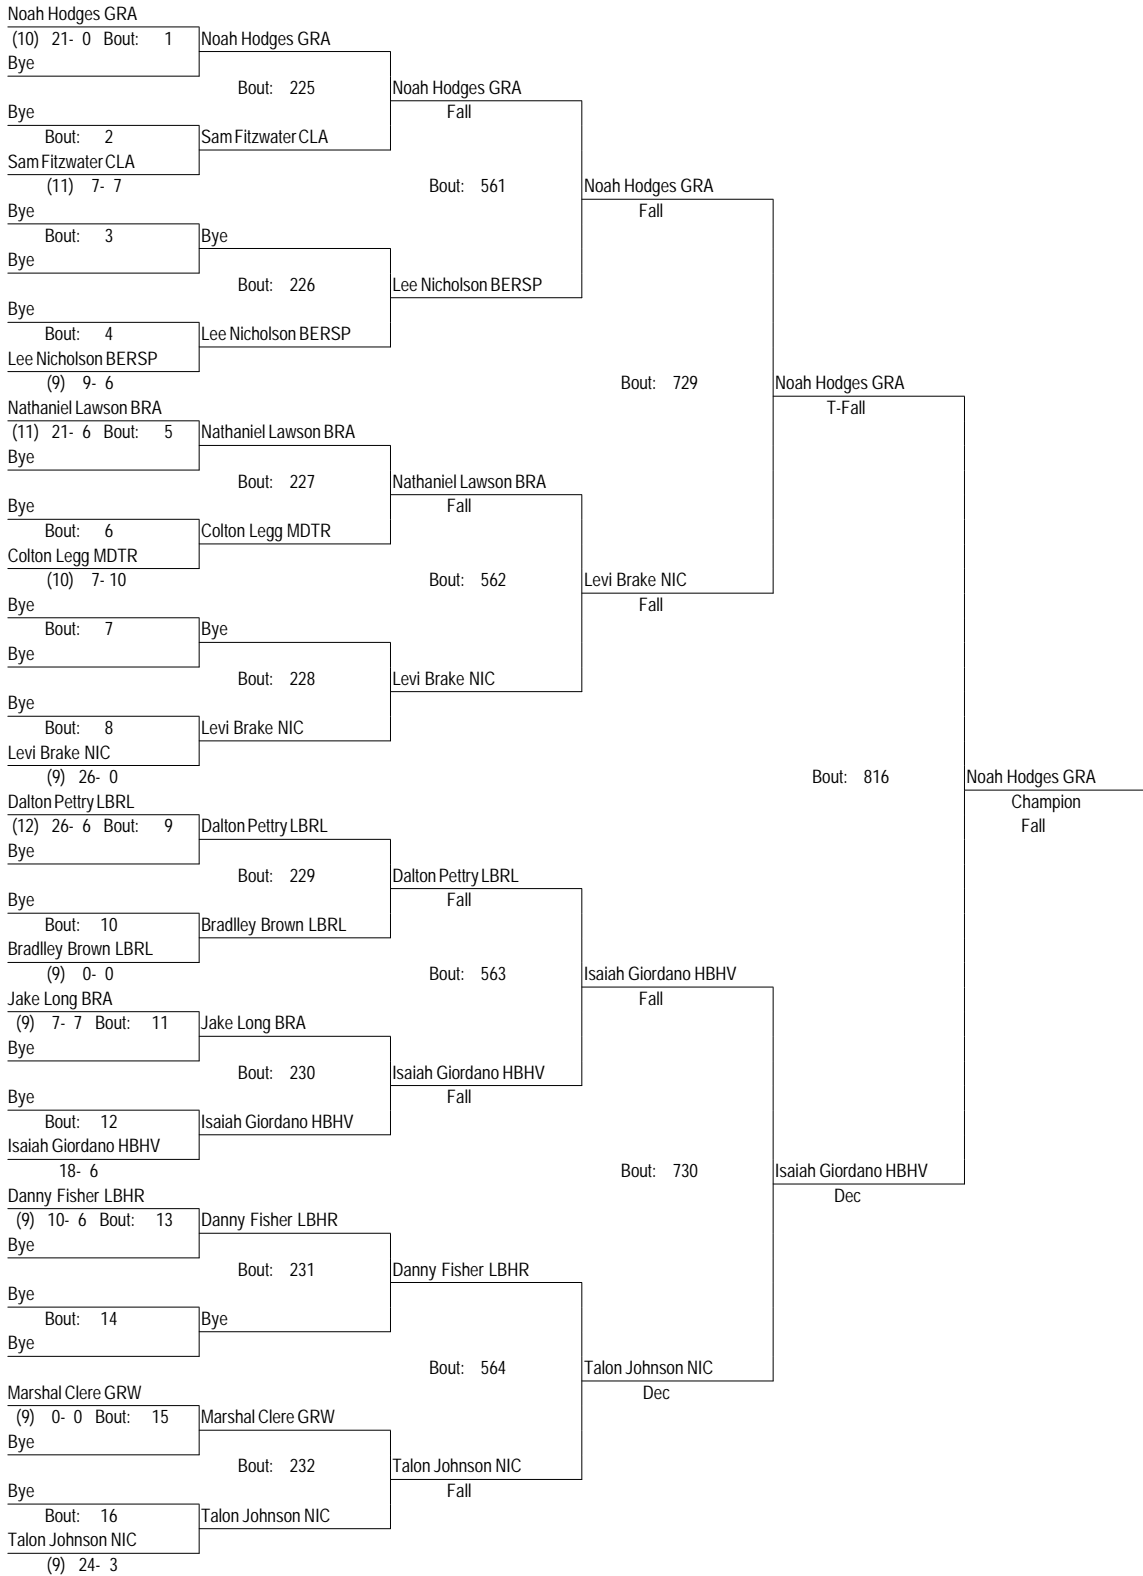 Noah Hodges GRA
(10) 21- 0 Bout: 1
Noah Hodges GRA
Bye
Bout: 225
Noah Hodges GRA
Bye
Fall
Bout: 2
Sam Fitzwater CLA
Sam Fitzwater CLA
(11) 7- 7
Bout: 561
Noah Hodges GRA
Bye
Fall
Bout: 3
Bye
Bye
Bout: 226
Lee Nicholson BERSP
Bye
Bout: 4
Lee Nicholson BERSP
Lee Nicholson BERSP
(9) 9- 6
Bout: 729
Noah Hodges GRA
Nathaniel Lawson BRA
T-Fall
(11) 21- 6 Bout: 5
Nathaniel Lawson BRA
Bye
Bout: 227
Nathaniel Lawson BRA
Bye
Fall
Bout: 6
Colton Legg MDTR
Colton Legg MDTR
(10) 7- 10
Bout: 562
Levi Brake NIC
Bye
Fall
Bout: 7
Bye
Bye
Bout: 228
Levi Brake NIC
Bye
Bout: 8
Levi Brake NIC
Levi Brake NIC
(9) 26- 0
Bout: 816
Noah Hodges GRA
Dalton Pettry LBRL
Champion
(12) 26- 6 Bout: 9
Dalton Pettry LBRL
Fall
Bye
Bout: 229
Dalton Pettry LBRL
Bye
Fall
Bout: 10
Bradlley Brown LBRL
Bradlley Brown LBRL
(9) 0- 0
Bout: 563
Isaiah Giordano HBHV
Jake Long BRA
Fall
(9) 7- 7 Bout: 11
Jake Long BRA
Bye
Bout: 230
Isaiah Giordano HBHV
Bye
Fall
Bout: 12
Isaiah Giordano HBHV
Isaiah Giordano HBHV
18- 6
Bout: 730
Isaiah Giordano HBHV
Danny Fisher LBHR
Dec
(9) 10- 6 Bout: 13
Danny Fisher LBHR
Bye
Bout: 231
Danny Fisher LBHR
Bye
Bout: 14
Bye
Bye
Bout: 564
Talon Johnson NIC
Marshal Clere GRW
Dec
(9) 0- 0 Bout: 15
Marshal Clere GRW
Bye
Bout: 232
Talon Johnson NIC
Bye
Fall
Bout: 16
Talon Johnson NIC
Talon Johnson NIC
(9) 24- 3